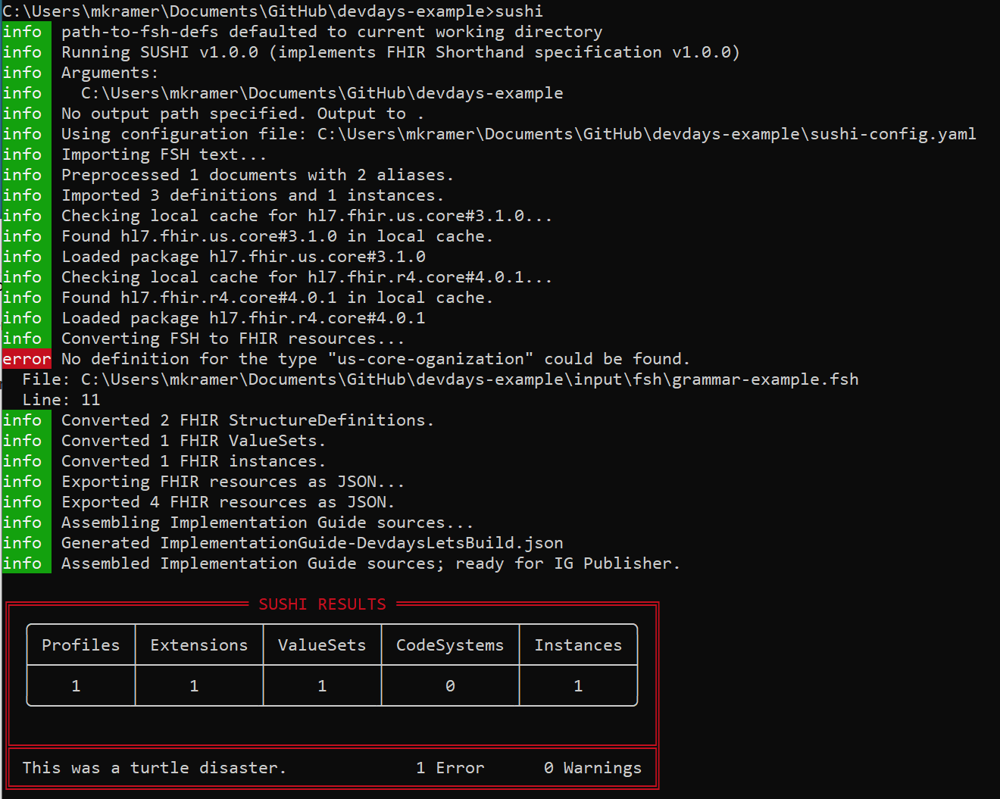 C:\Users\mkramer\Documents\GitHub\devdays-example>sushi
info path-to-fsh-defs defaulted to current working directory
info Running SUSHI v1.0.0 (implements FHIR Shorthand specification v1.0.0)
info Arguments:
info C:\Users\mkramer\Documents\GitHub\devdays-example
info No output path specified. Output to .
info Using configuration file: C:\Users\mkramer\Documents\GitHub\devdays-example\sushi-config.yaml
info Importing FSH text...
info Preprocessed 1 documents with 2 aliases.
info Imported 3 definitions and 1 instances.
info Checking local cache for hl7.fhir.us.core#3.1.0...
info Found hl7.fhir.us.core#3.1.0 in local cache.
info Loaded package hl7.fhir.us.core#3.1.0
info Checking local cache for hl7.fhir.r4.core#4.0.1...
info Found hl7.fhir.r4.core#4.0.1 in local cache.
info Loaded package hl7.fhir.r4.core#4.0.1
info Converting FSH to FHIR resources...
error No definition for the type "us-core-oganization" could be found.
File: C:\Users\mkramer\Documents\GitHub\devdays-example\input\fsh\grammar-example.fsh
Line: 11
info Converted 2 FHIR StructureDefinitions.
info Converted 1 FHIR ValueSets.
info Converted 1 FHIR instances.
info Exporting FHIR resources as JSON...
info Exported 4 FHIR resources as JSON.
info Assembling Implementation Guide sources...
info Generated ImplementationGuide-DevdaysLetsBuild.json
info Assembled Implementation Guide sources; ready for IG Publisher.
SUSHI RESULTS
Profiles Extensions ValueSets CodeSystems Instances
1 1 1 0 1
This was a turtle disaster. 1 Error 0 Warnings